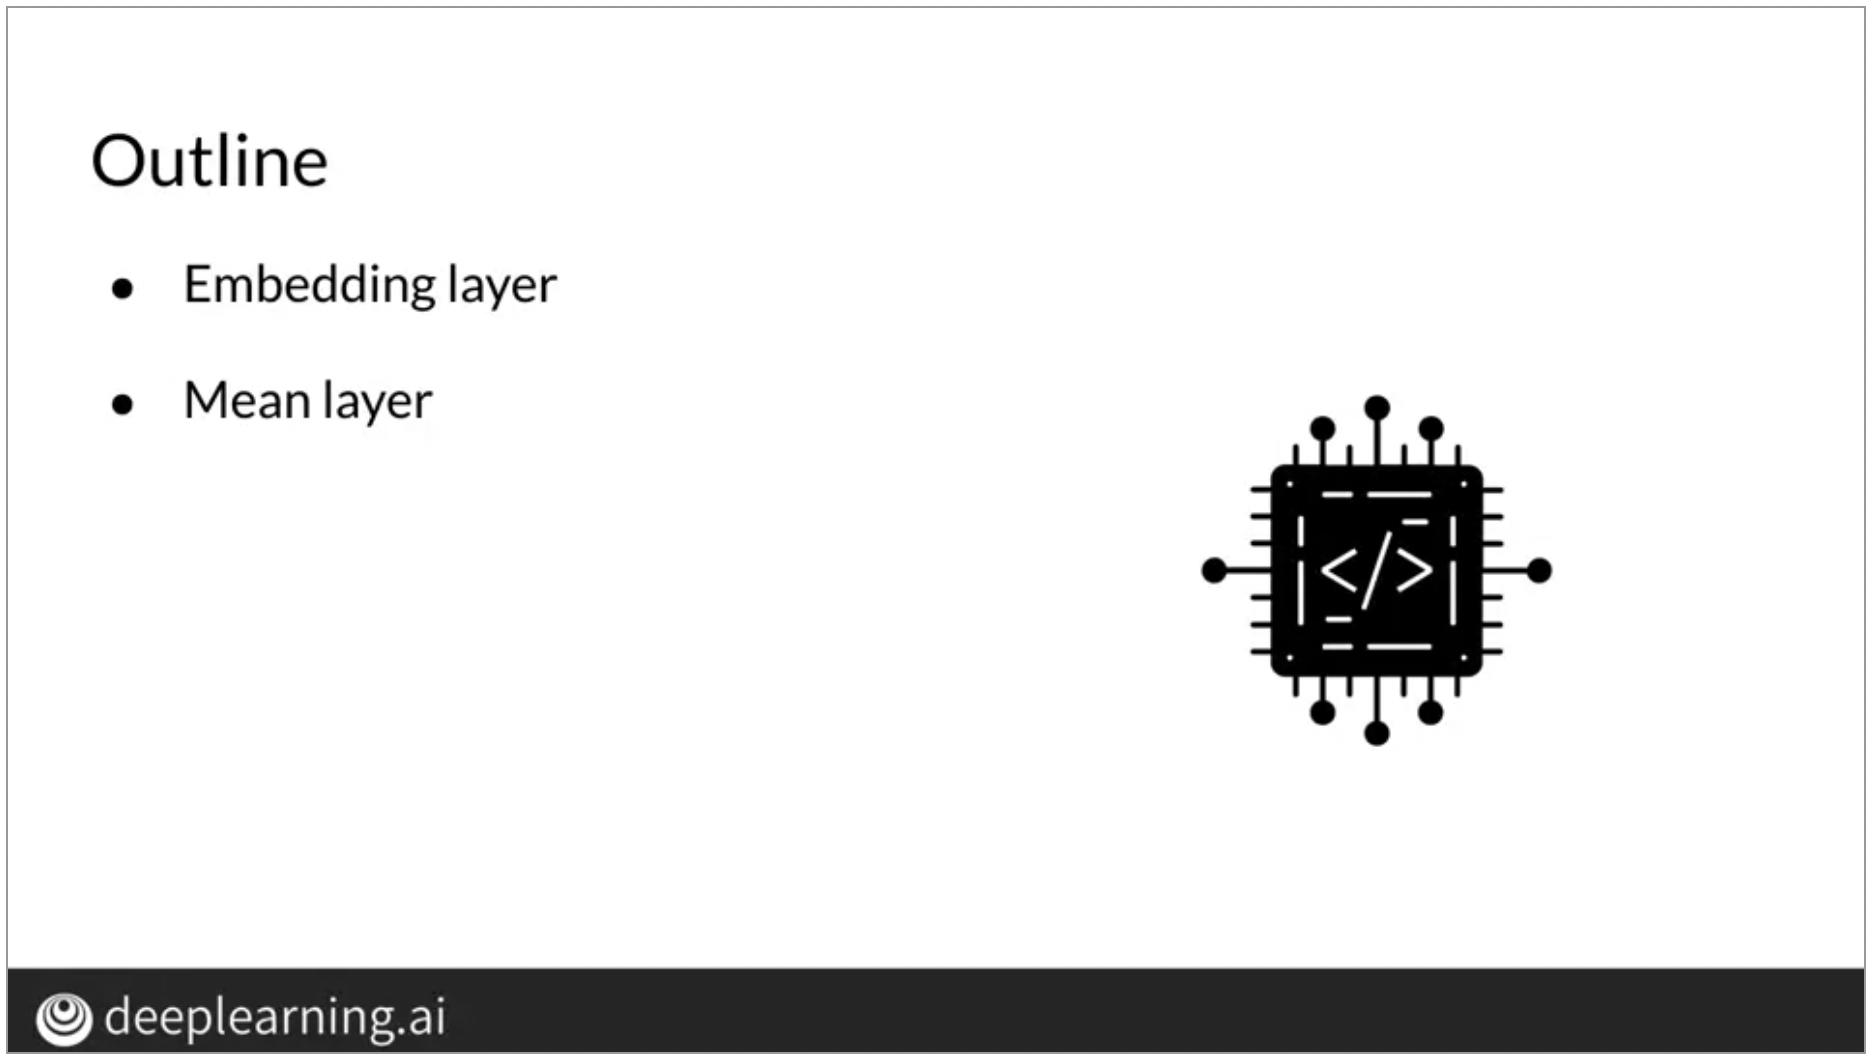 Outline
● Embedding layer
● Mean layer
</>
deeplearning.ai